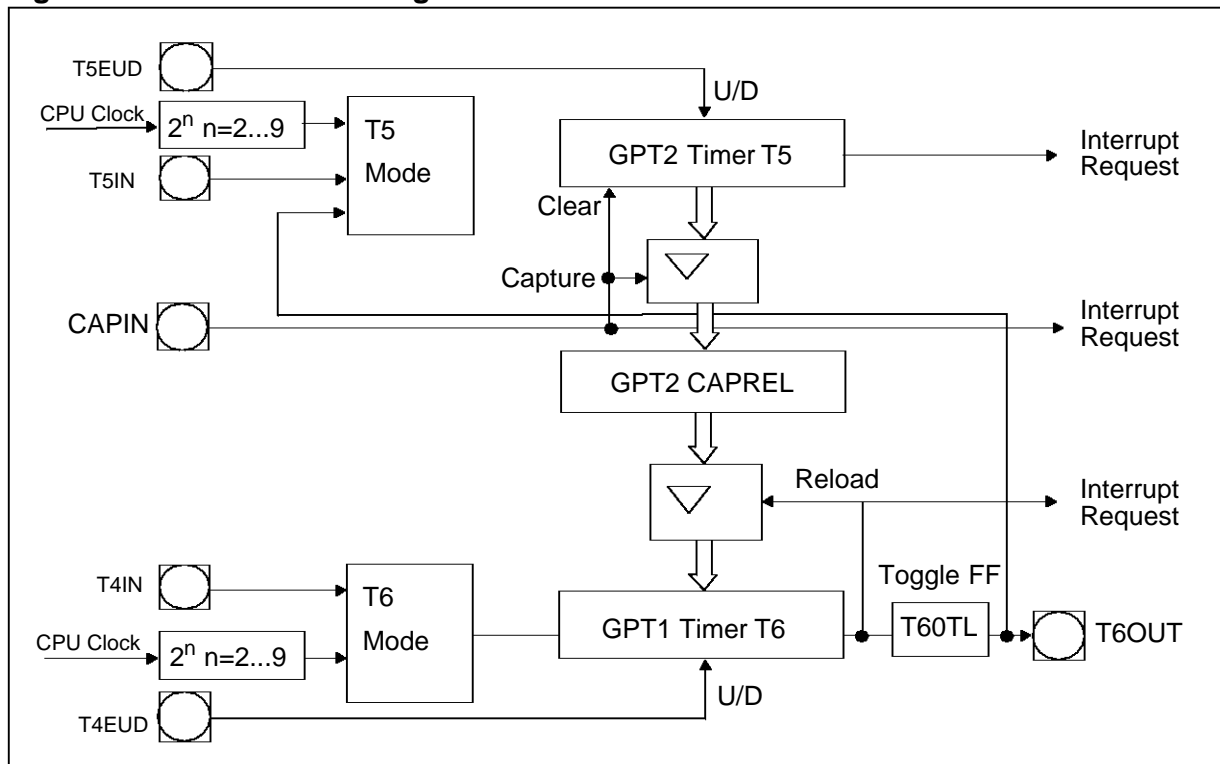 T5EUD
U/D
CPU Clock
2n n=2...9
T5
Mode
GPT2 Timer T5
Interrupt
Request
T5IN
Clear
Capture
CAPIN
Interrupt
Request
GPT2 CAPREL
Reload
Interrupt
Request
T4IN
T6
Mode
Toggle FF
GPT1 Timer T6
T60TL
T6OUT
CPU Clock
2n n=2...9
U/D
T4EUD